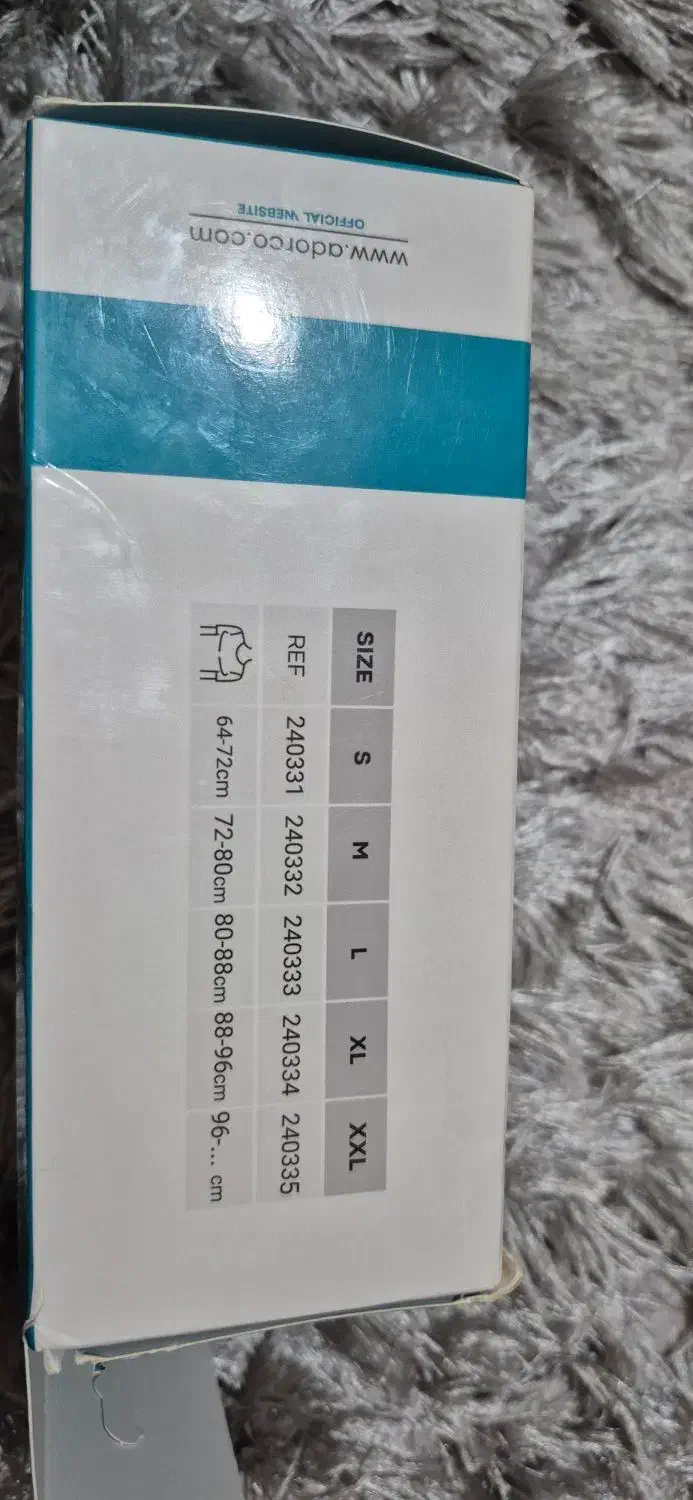 www.adorco.com
OFFICIAL WEBSITE
SIZE S M L XL XXL
REF 240331 240332 240333 240334 240335
64-72cm 72-80cm 80-88cm 88-96cm 96-... cm